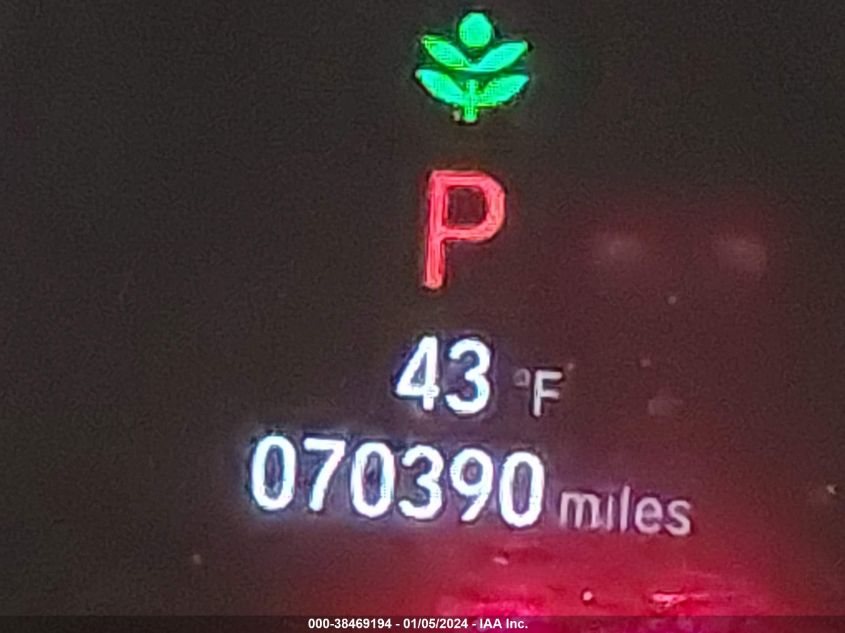 P
43 °F
070390 miles
000-38469194 - 01/05/2024 - IAA Inc.